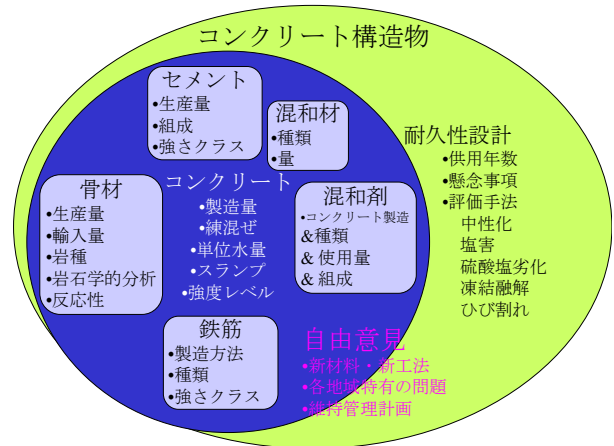 コンクリート構造物
セメント
•生産量
•組成
•強さクラス
混和材
•種類
•量
耐久性設計
•供用年数
•懸念事項
•評価手法
中性化
塩害
硫酸塩劣化
凍結融解
ひび割れ
骨材
•生産量
•輸入量
•岩種
•岩石学的分析
•反応性
コンクリート
•製造量
•練混ぜ
•単位水量
•スランプ
•強度レベル
混和剤
•コンクリート製造
&種類
& 使用量
& 組成
鉄筋
•製造方法
•種類
•強さクラス
自由意見
•新材料・新工法
•各地域特有の問題
•維持管理計画